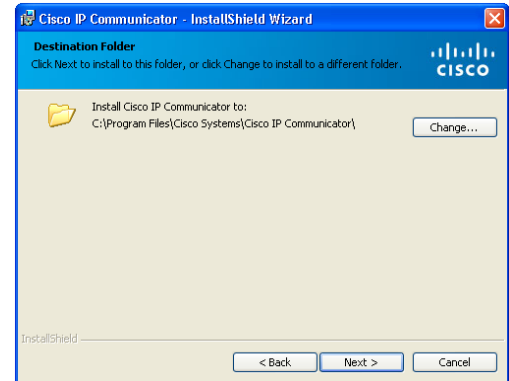 Cisco IP Communicator - InstallShield Wizard
Destination Folder
Click Next to install to this folder, or click Change to install to a different folder.
CISCO
Install Cisco IP Communicator to:
C:\Program Files\Cisco Systems\Cisco IP Communicator\
Change...
InstallShield
< Back
Next >
Cancel